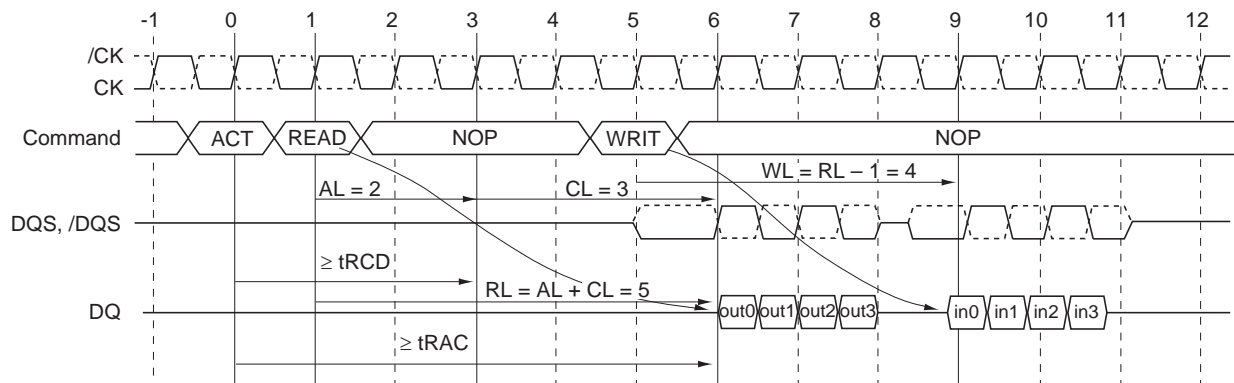 -1 0 1 2 3 4 5 6 7 8 9 10 11 12
/CK
CK
Command ACT READ NOP WRIT NOP
WL = RL – 1 = 4
AL = 2 CL = 3
DQS, /DQS
≥ tRCD
RL = AL + CL = 5
DQ out0 out1 out2 out3 in0 in1 in2 in3
≥ tRAC